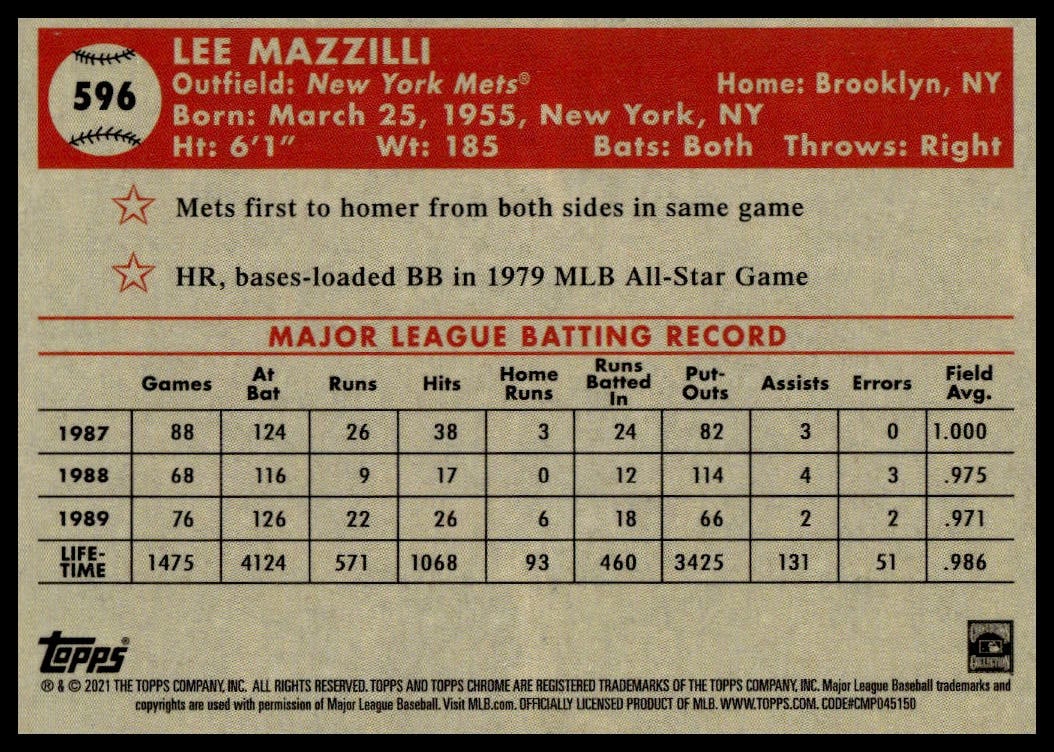 596
LEE MAZZILLI
Outfield: New York Mets® Home: Brooklyn, NY
Born: March 25, 1955, New York, NY
Ht: 6'1" Wt: 185 Bats: Both Throws: Right
Mets first to homer from both sides in same game
HR, bases-loaded BB in 1979 MLB All-Star Game
MAJOR LEAGUE BATTING RECORD
Games At Bat Runs Hits Home Runs Runs Batted In Put-Outs Assists Errors Field Avg.
1987 88 124 26 38 3 24 82 3 0 1.000
1988 68 116 9 17 0 12 114 4 3 .975
1989 76 126 22 26 6 18 66 2 2 .971
LIFE-TIME 1475 4124 571 1068 93 460 3425 131 51 .986
TOPPS®
COLLECTION
® & © 2021 THE TOPPS COMPANY, INC. ALL RIGHTS RESERVED. TOPPS AND TOPPS CHROME ARE REGISTERED TRADEMARKS OF THE TOPPS COMPANY, INC. Major League Baseball trademarks and
copyrights are used with permission of Major League Baseball. Visit MLB.com. OFFICIALLY LICENSED PRODUCT OF MLB. WWW.TOPPS.COM. CODE#CMP045150